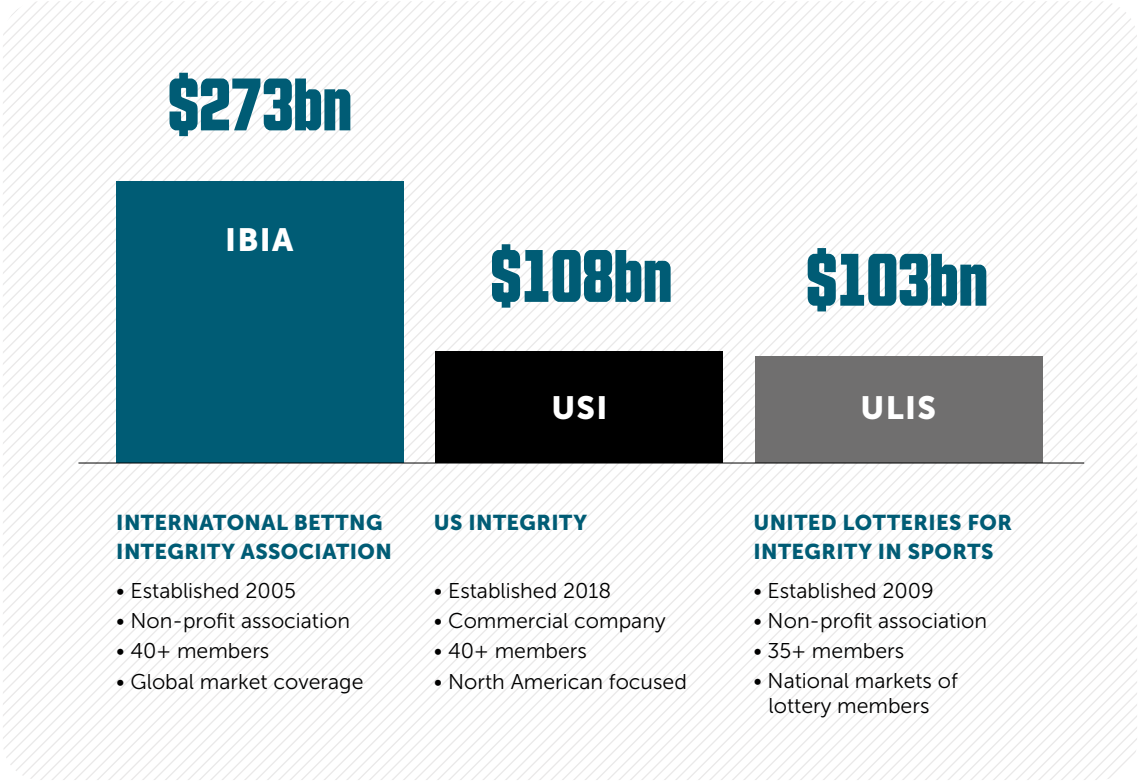 $273bn
IBIA
$108bn
USI
$103bn
ULIS
INTERNATONAL BETTNG
INTEGRITY ASSOCIATION
• Established 2005
• Non-profit association
• 40+ members
• Global market coverage
US INTEGRITY
• Established 2018
• Commercial company
• 40+ members
• North American focused
UNITED LOTTERIES FOR
INTEGRITY IN SPORTS
• Established 2009
• Non-profit association
• 35+ members
• National markets of
lottery members